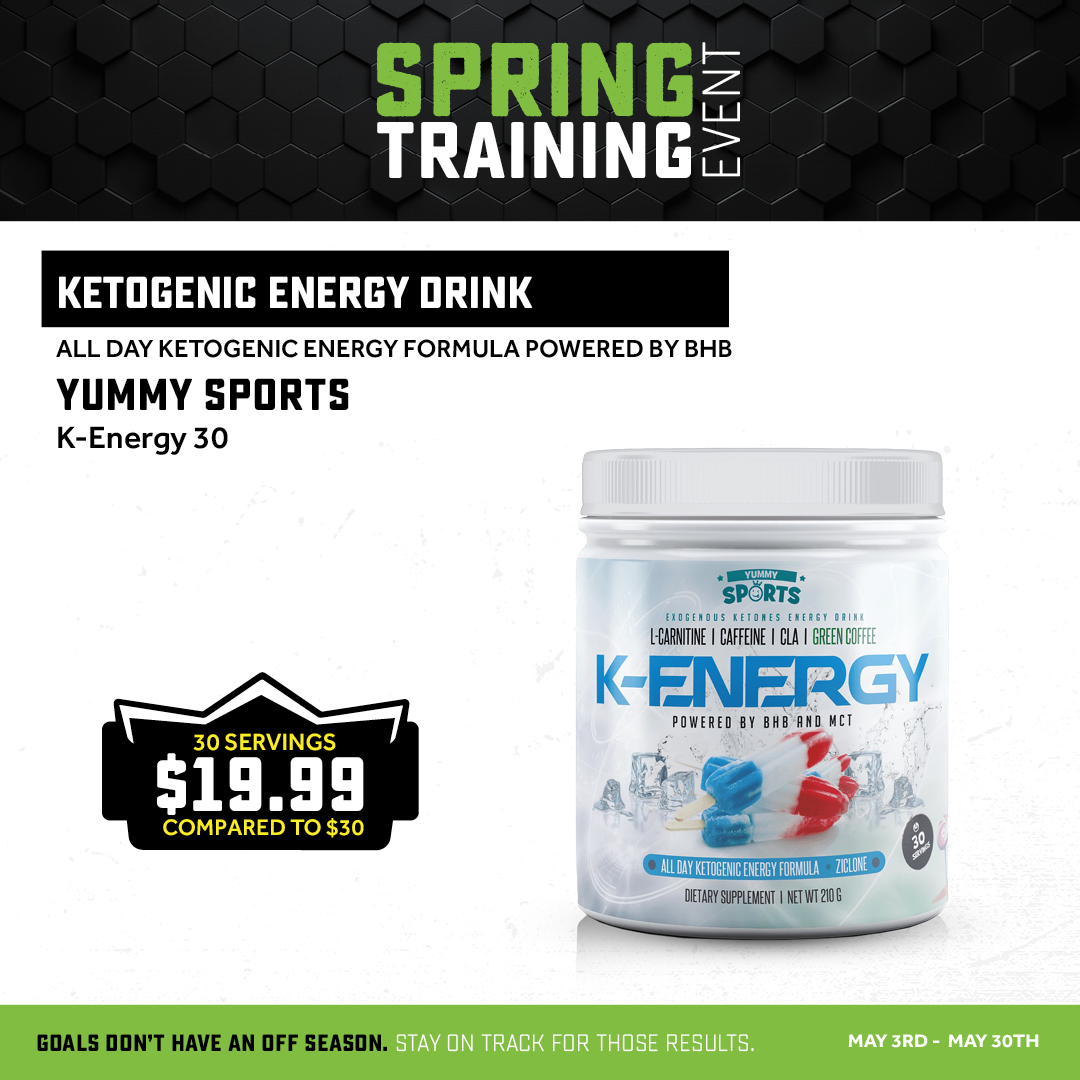 SPRING
TRAINING
EVENT
KETOGENIC ENERGY DRINK
ALL DAY KETOGENIC ENERGY FORMULA POWERED BY BHB
YUMMY SPORTS
K-Energy 30
YUMMY
SPORTS
EXOGENOUS KETONES ENERGY DRINK
L-CARNITINE | CAFFEINE | CLA | GREEN COFFEE
K-ENERGY
POWERED BY BHB AND MCT
30
SERVINGS
ALL DAY KETOGENIC ENERGY FORMULA • ZICLONE
DIETARY SUPPLEMENT | NET WT 210 G
30 SERVINGS
$19.99
COMPARED TO $30
GOALS DON'T HAVE AN OFF SEASON. STAY ON TRACK FOR THOSE RESULTS.
MAY 3RD - MAY 30TH